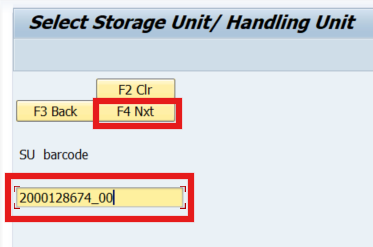 Select Storage Unit/ Handling Unit
F2 Clr
F3 Back F4 Nxt
SU barcode
2000128674_00